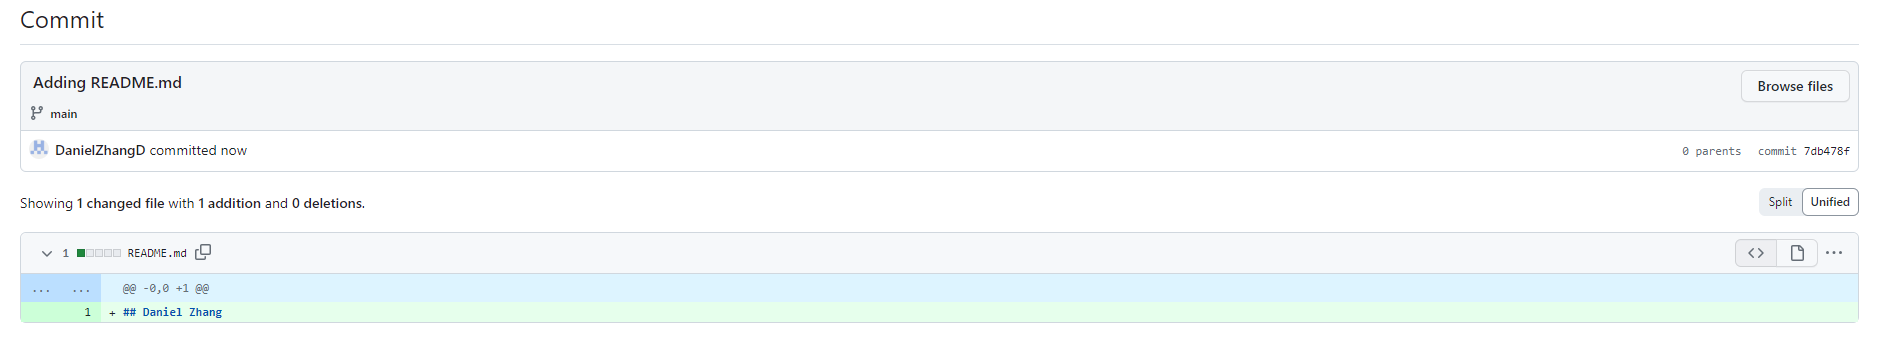 Commit
Adding README.md
Browse files
main
DanielZhangD committed now
0 parents commit 7db478f
Showing 1 changed file with 1 addition and 0 deletions.
Split Unified
1 README.md
... ... @@ -0,0 +1 @@
1 + ## Daniel Zhang